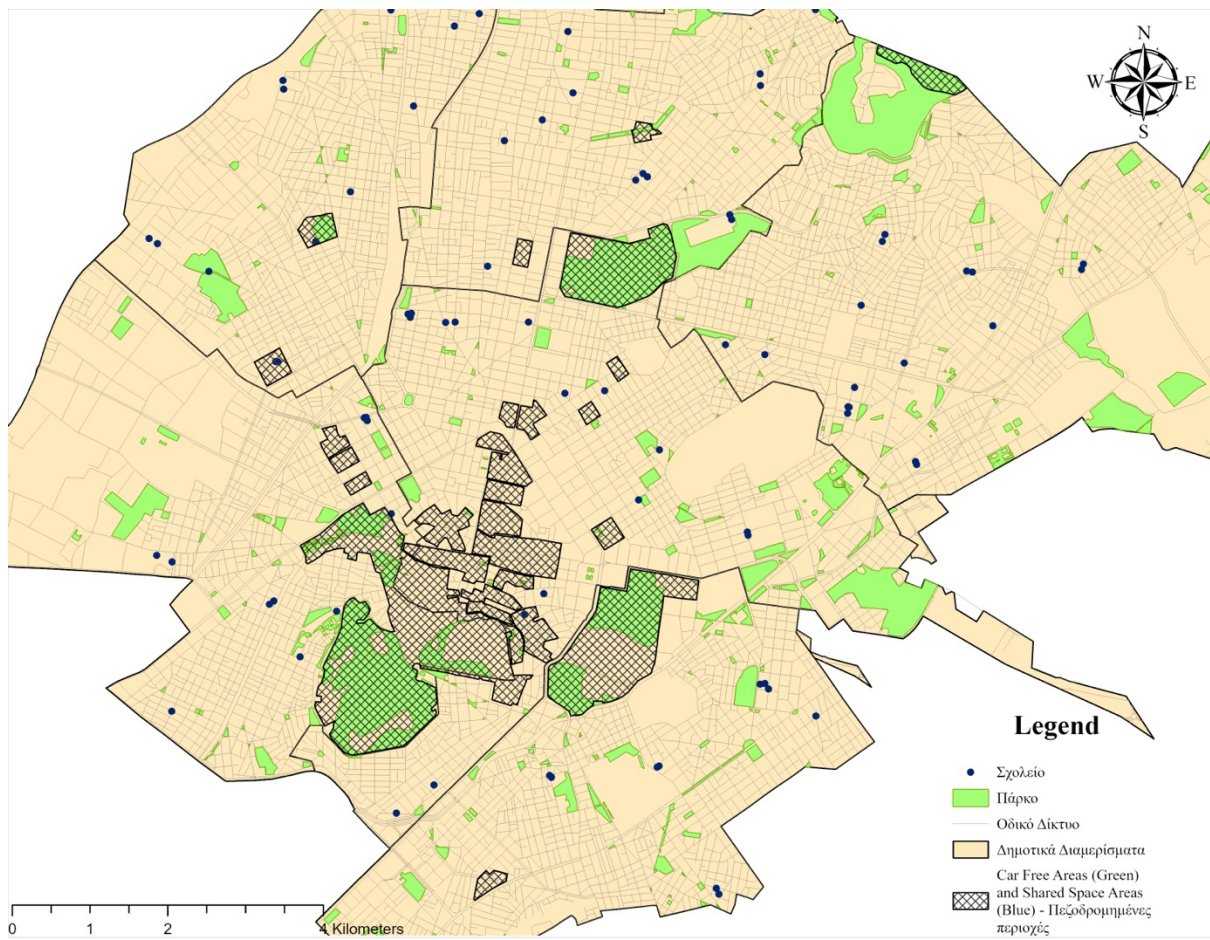 N
W E
S
Legend
Σχολείο
Πάρκο
Οδικό Δίκτυο
Δημοτικά Διαμερίσματα
Car Free Areas (Green)
and Shared Space Areas
(Blue) - Πεζοδρομημένες
περιοχές
0 1 2 4 Kilometers